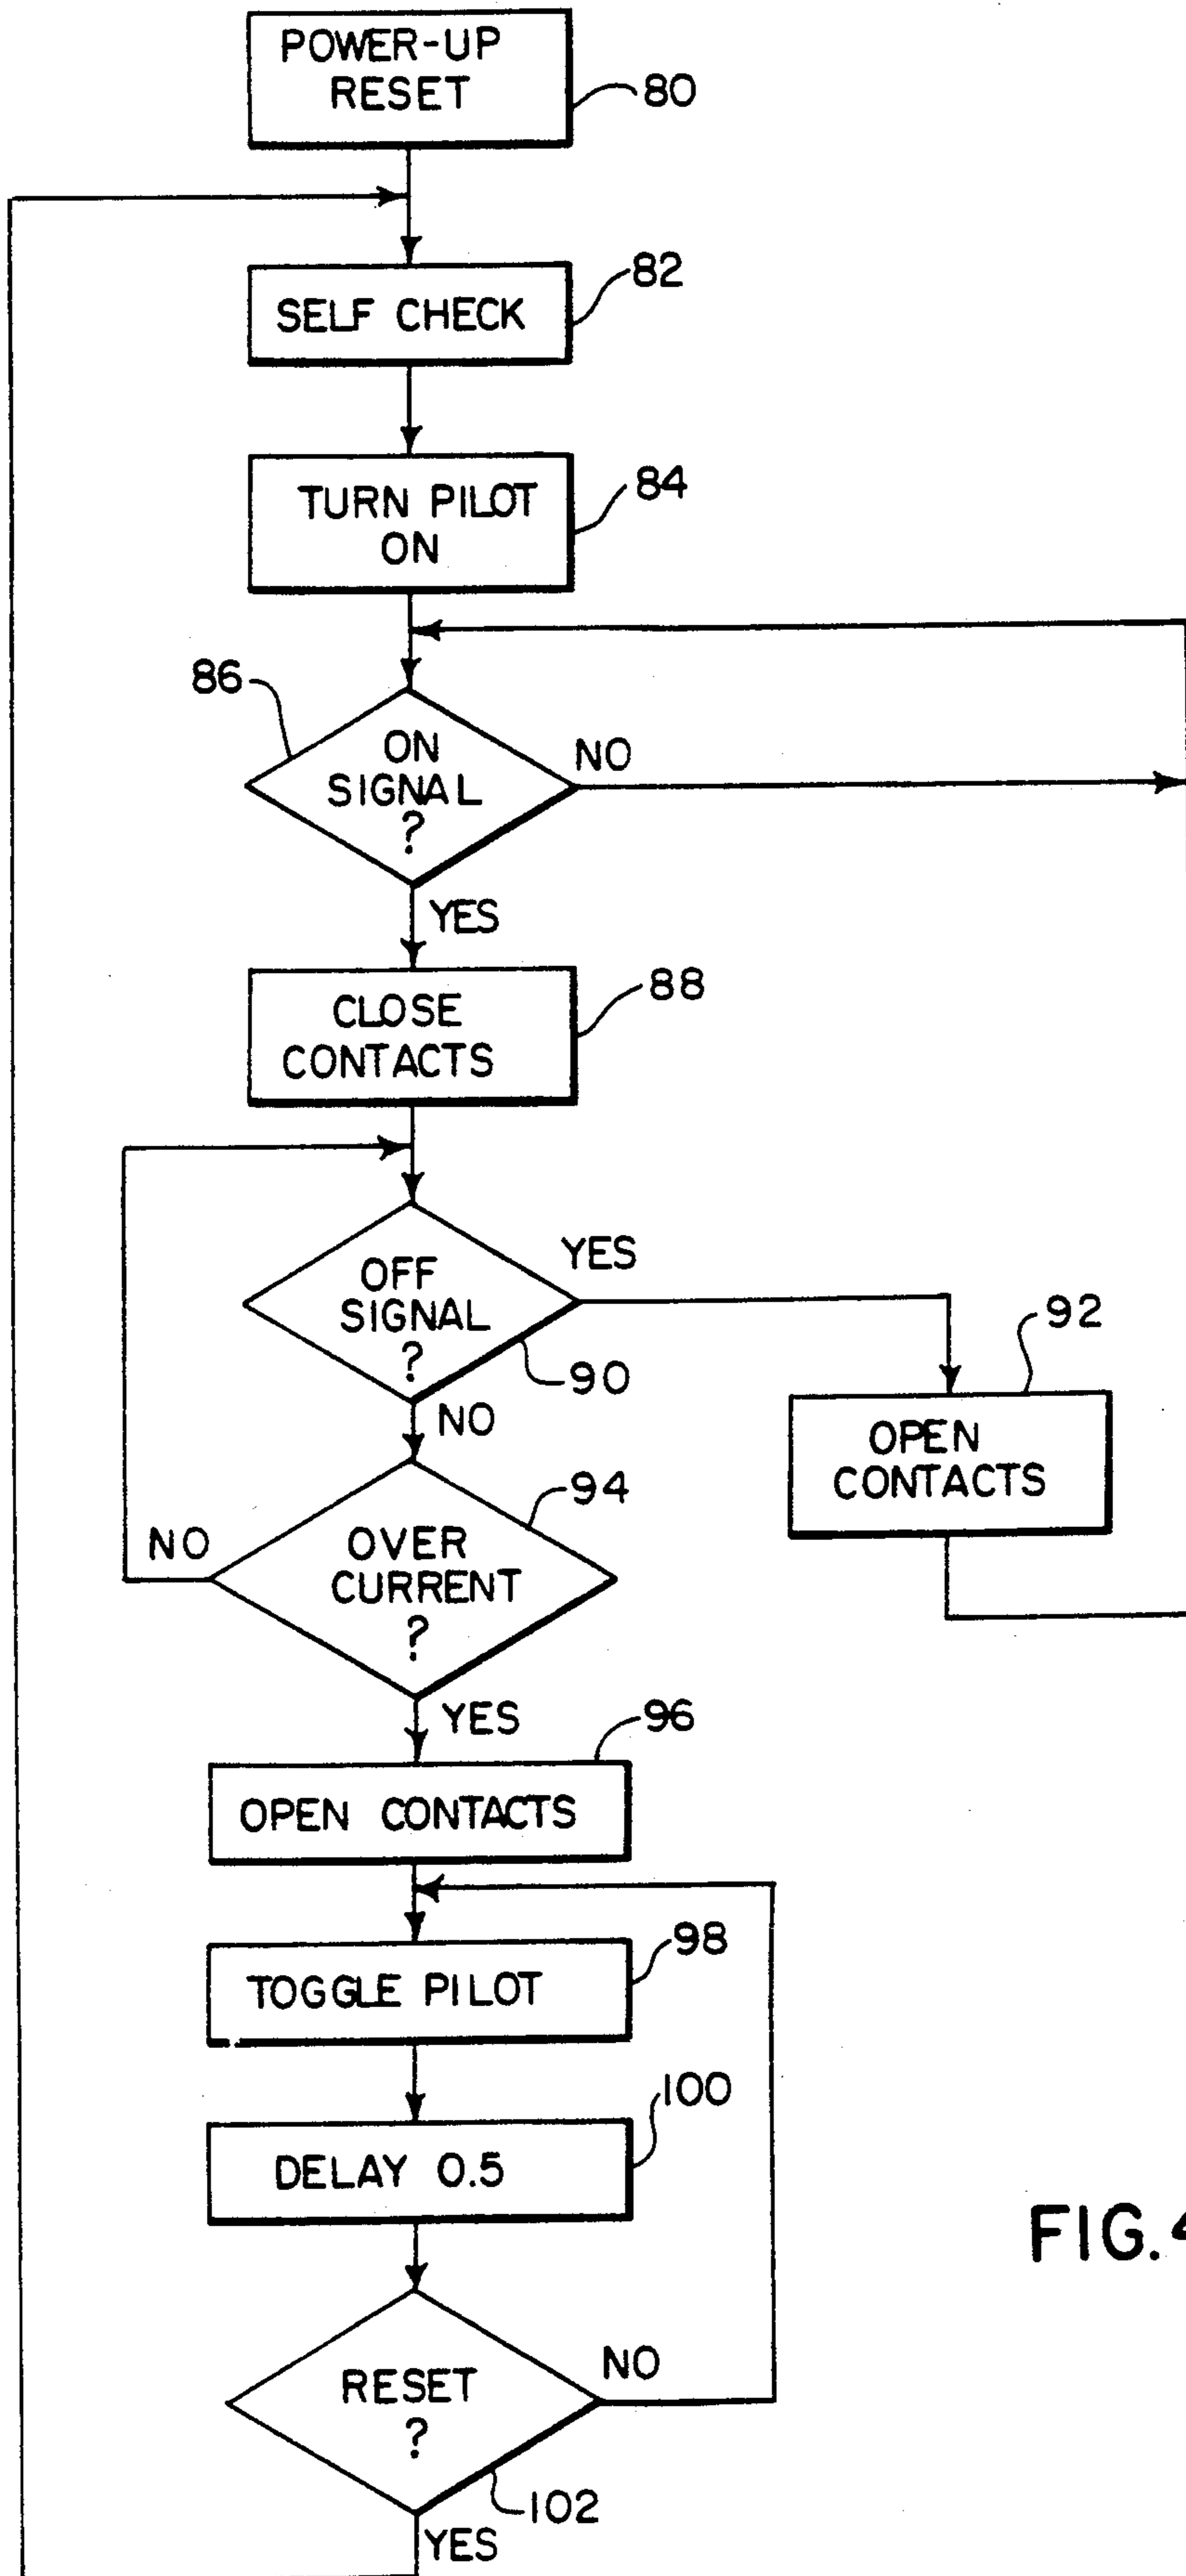 POWER-UP
RESET
80
SELF CHECK
82
TURN PILOT
ON
84
86
ON
SIGNAL
?
NO
YES
CLOSE
CONTACTS
88
OFF
SIGNAL
?
YES
90
NO
92
OPEN
CONTACTS
94
OVER
CURRENT
?
NO
YES
96
OPEN CONTACTS
98
TOGGLE PILOT
100
DELAY 0.5
RESET
?
NO
102
YES
FIG. 4